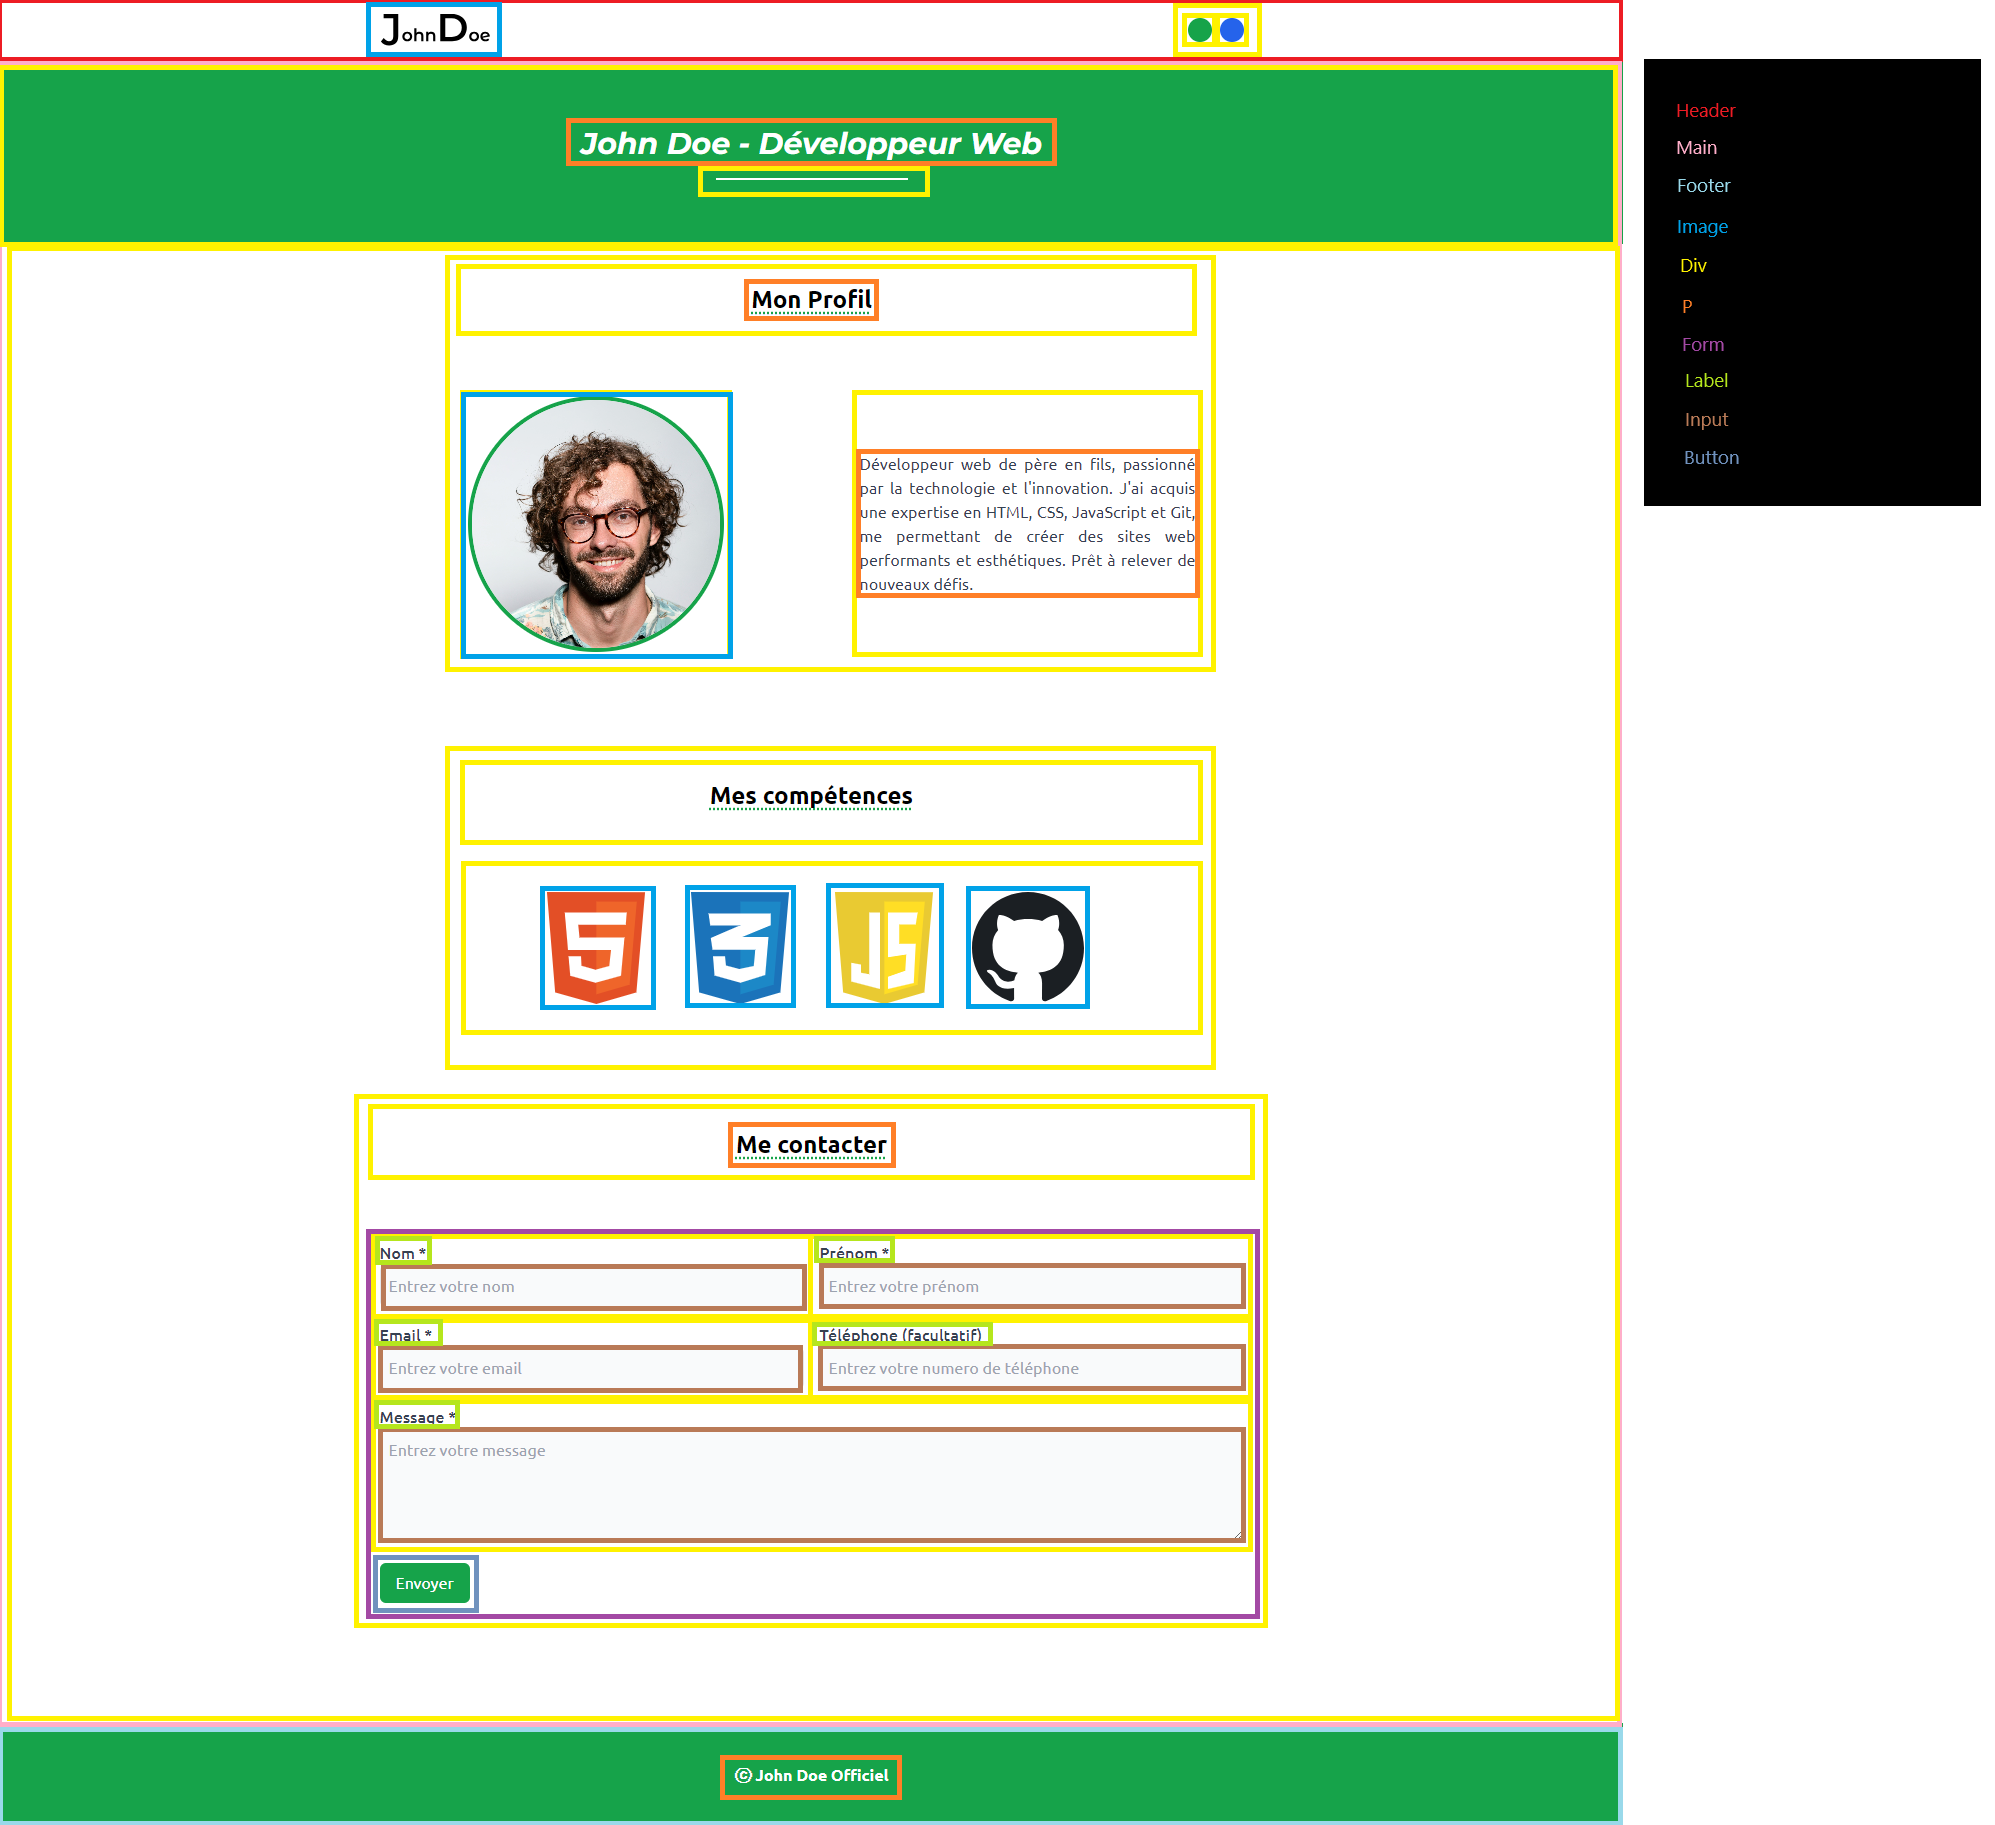 JohnDoe
John Doe - Développeur Web
Mon Profil
Développeur web de père en fils, passionné
par la technologie et l'innovation. J'ai acquis
une expertise en HTML, CSS, JavaScript et Git,
me permettant de créer des sites web
performants et esthétiques. Prêt à relever de
nouveaux défis.
Mes compétences
5
3
JS
Me contacter
Nom *
Prénom *
Entrez votre nom
Entrez votre prénom
Email *
Téléphone (facultatif)
Entrez votre email
Entrez votre numero de téléphone
Message *
Entrez votre message
Envoyer
© John Doe Officiel
Header
Main
Footer
Image
Div
P
Form
Label
Input
Button